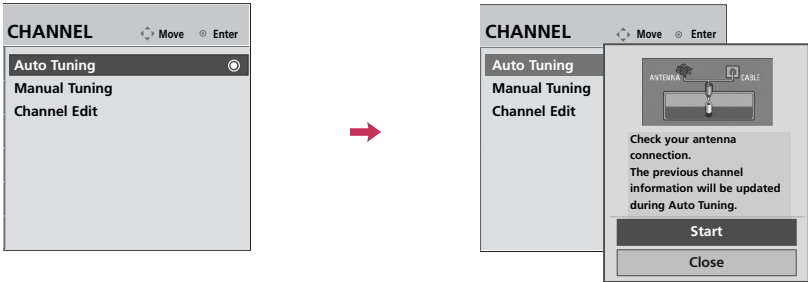 CHANNEL Move Enter
Auto Tuning
Manual Tuning
Channel Edit
CHANNEL Move Enter
Auto Tuning
Manual Tuning
Channel Edit
ANTENNA CABLE
Check your antenna
connection.
The previous channel
information will be updated
during Auto Tuning.
Start
Close